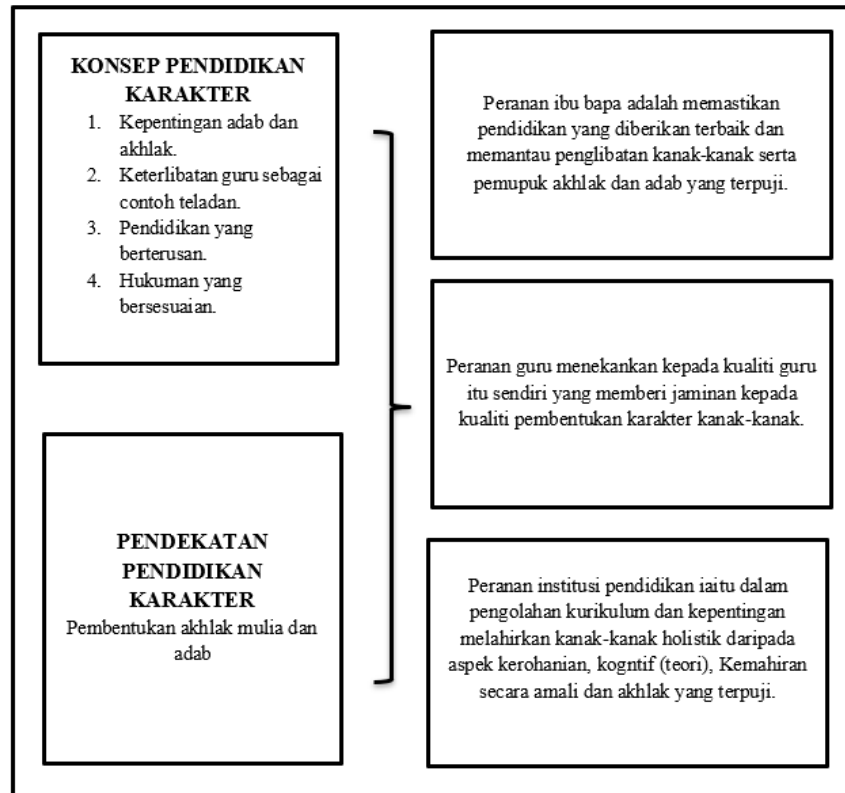 KONSEP PENDIDIKAN
KARAKTER
1. Kepentingan adab dan
akhlak.
2. Keterlibatan guru sebagai
contoh teladan.
3. Pendidikan yang
berterusan.
4. Hukuman yang
bersesuaian.
PENDEKATAN
PENDIDIKAN
KARAKTER
Pembentukan akhlak mulia dan
adab
Peranan ibu bapa adalah memastikan
pendidikan yang diberikan terbaik dan
memantau penglibatan kanak-kanak serta
pemupuk akhlak dan adab yang terpuji.
Peranan guru menekankan kepada kualiti guru
itu sendiri yang memberi jaminan kepada
kualiti pembentukan karakter kanak-kanak.
Peranan institusi pendidikan iaitu dalam
pengolahan kurikulum dan kepentingan
melahirkan kanak-kanak holistik daripada
aspek kerohanian, kogntif (teori), Kemahiran
secara amali dan akhlak yang terpuji.